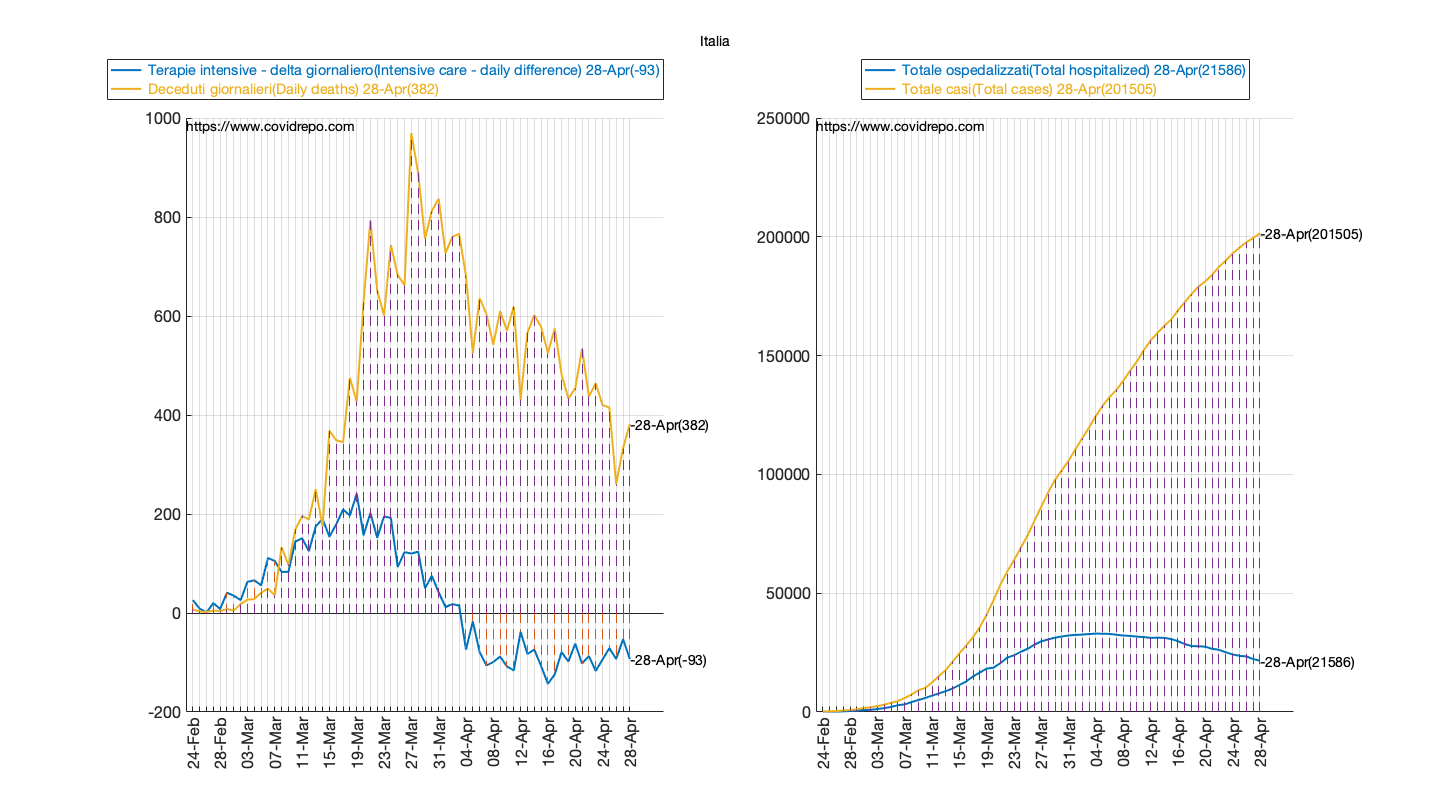 Italia
Terapie intensive - delta giornaliero(Intensive care - daily difference) 28-Apr(-93)
Deceduti giornalieri(Daily deaths) 28-Apr(382)
https://www.covidrepo.com
1000
800
600
400
200
0
-200
-28-Apr(382)
-28-Apr(-93)
24-Feb
28-Feb
03-Mar
07-Mar
11-Mar
15-Mar
19-Mar
23-Mar
27-Mar
31-Mar
04-Apr
08-Apr
12-Apr
16-Apr
20-Apr
24-Apr
28-Apr
Totale ospedalizzati(Total hospitalized) 28-Apr(21586)
Totale casi(Total cases) 28-Apr(201505)
https://www.covidrepo.com
250000
200000
150000
100000
50000
0
-28-Apr(201505)
-28-Apr(21586)
24-Feb
28-Feb
03-Mar
07-Mar
11-Mar
15-Mar
19-Mar
23-Mar
27-Mar
31-Mar
04-Apr
08-Apr
12-Apr
16-Apr
20-Apr
24-Apr
28-Apr